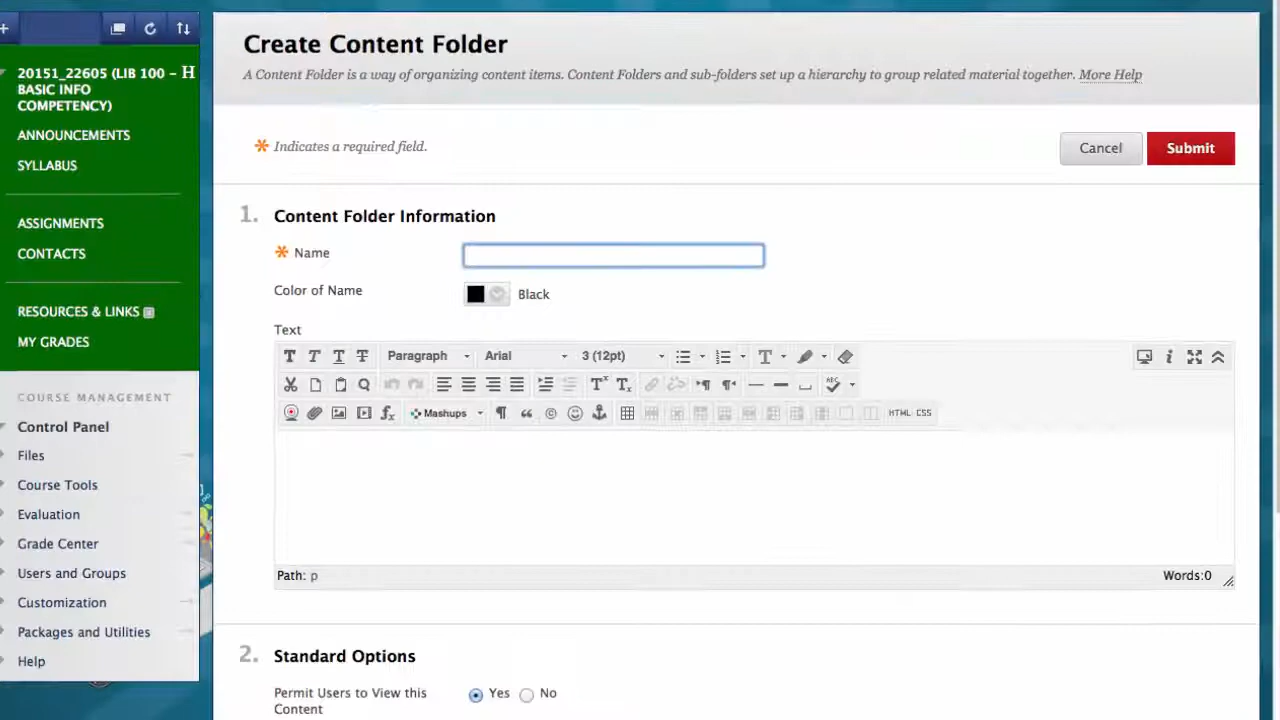 20151_22605 (LIB 100 – H
BASIC INFO
COMPETENCY)
ANNOUNCEMENTS
SYLLABUS
ASSIGNMENTS
CONTACTS
RESOURCES & LINKS
MY GRADES
COURSE MANAGEMENT
Control Panel
Files
Course Tools
Evaluation
Grade Center
Users and Groups
Customization
Packages and Utilities
Help
Create Content Folder
A Content Folder is a way of organizing content items. Content Folders and sub-folders set up a hierarchy to group related material together. More Help
Indicates a required field.
Cancel
Submit
1. Content Folder Information
Name
Color of Name
Black
Text
T T T T Paragraph Arial 3 (12pt)
ABC
Mashups
HTML CSS
Path: p
Words:0
2. Standard Options
Permit Users to View this
Content
Yes No